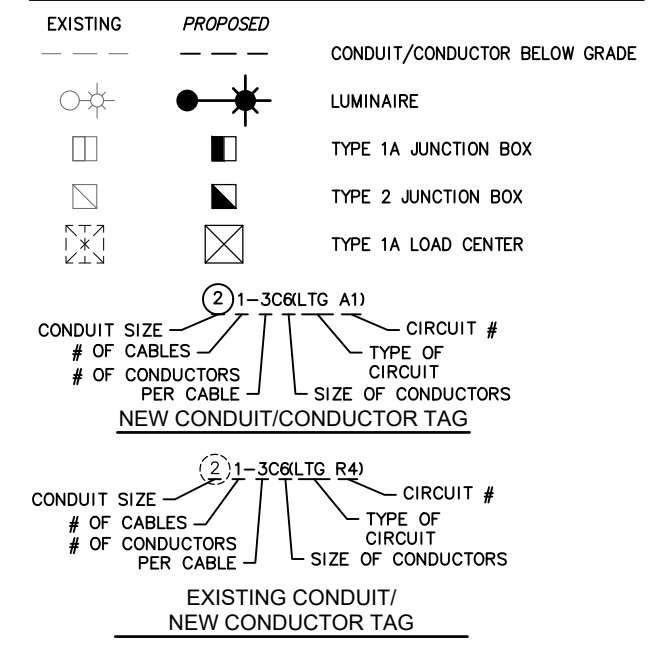 EXISTING PROPOSED
CONDUIT/CONDUCTOR BELOW GRADE
LUMINAIRE
TYPE 1A JUNCTION BOX
TYPE 2 JUNCTION BOX
TYPE 1A LOAD CENTER
2 1-3C6(LTG A1)
CONDUIT SIZE
CIRCUIT #
# OF CABLES
TYPE OF
CIRCUIT
# OF CONDUCTORS
PER CABLE
SIZE OF CONDUCTORS
NEW CONDUIT/CONDUCTOR TAG
2 1-3C6(LTG R4)
CONDUIT SIZE
CIRCUIT #
# OF CABLES
TYPE OF
CIRCUIT
# OF CONDUCTORS
PER CABLE
SIZE OF CONDUCTORS
EXISTING CONDUIT/
NEW CONDUCTOR TAG